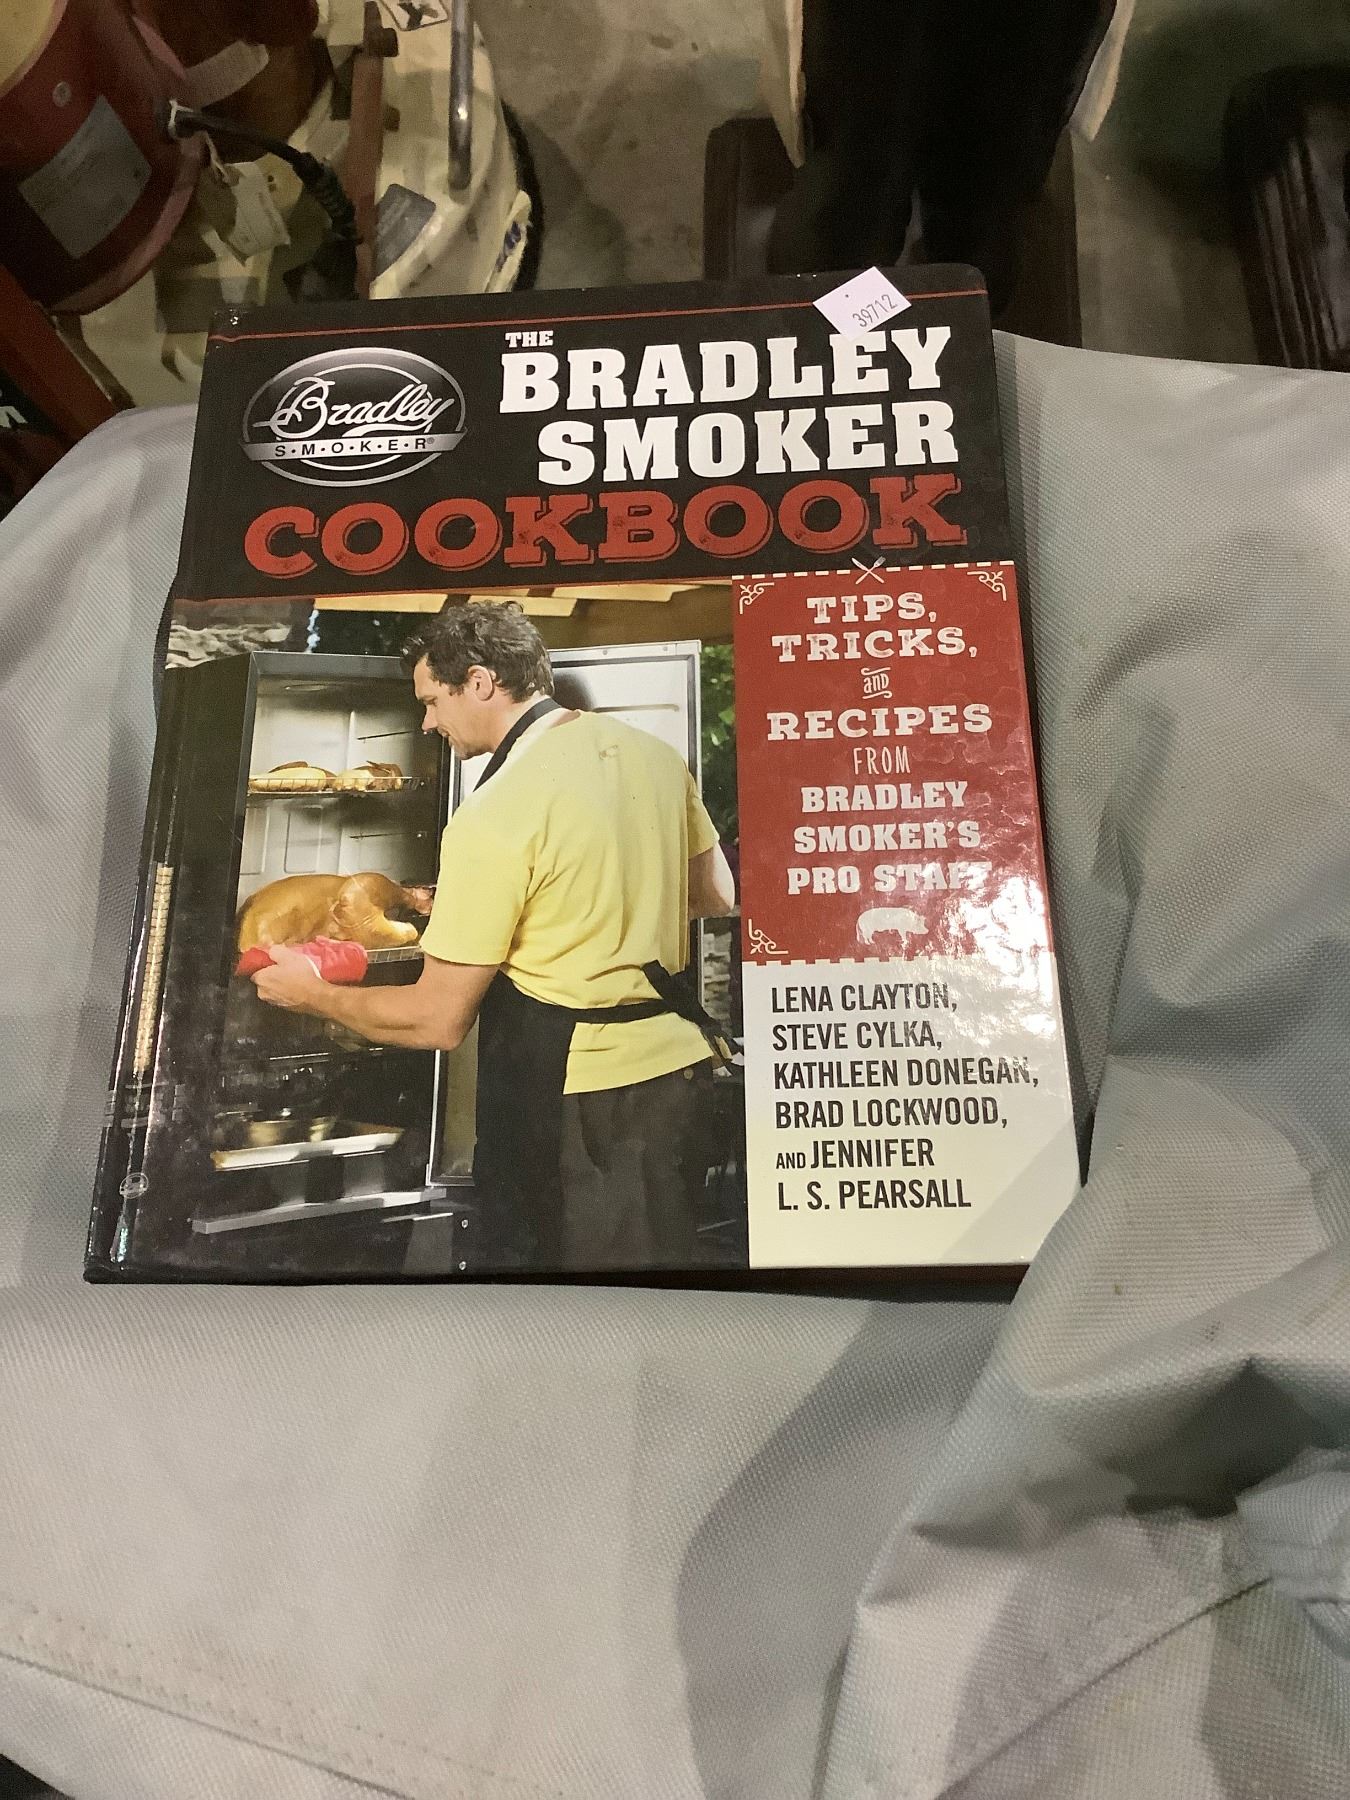 39712
Bradley
S·M·O·K·E·R®
THE
BRADLEY
SMOKER
COOKBOOK
TIPS,
TRICKS,
and
RECIPES
FROM
BRADLEY
SMOKER'S
PRO STAFF
LENA CLAYTON,
STEVE CYLKA,
KATHLEEN DONEGAN,
BRAD LOCKWOOD,
AND JENNIFER
L. S. PEARSALL